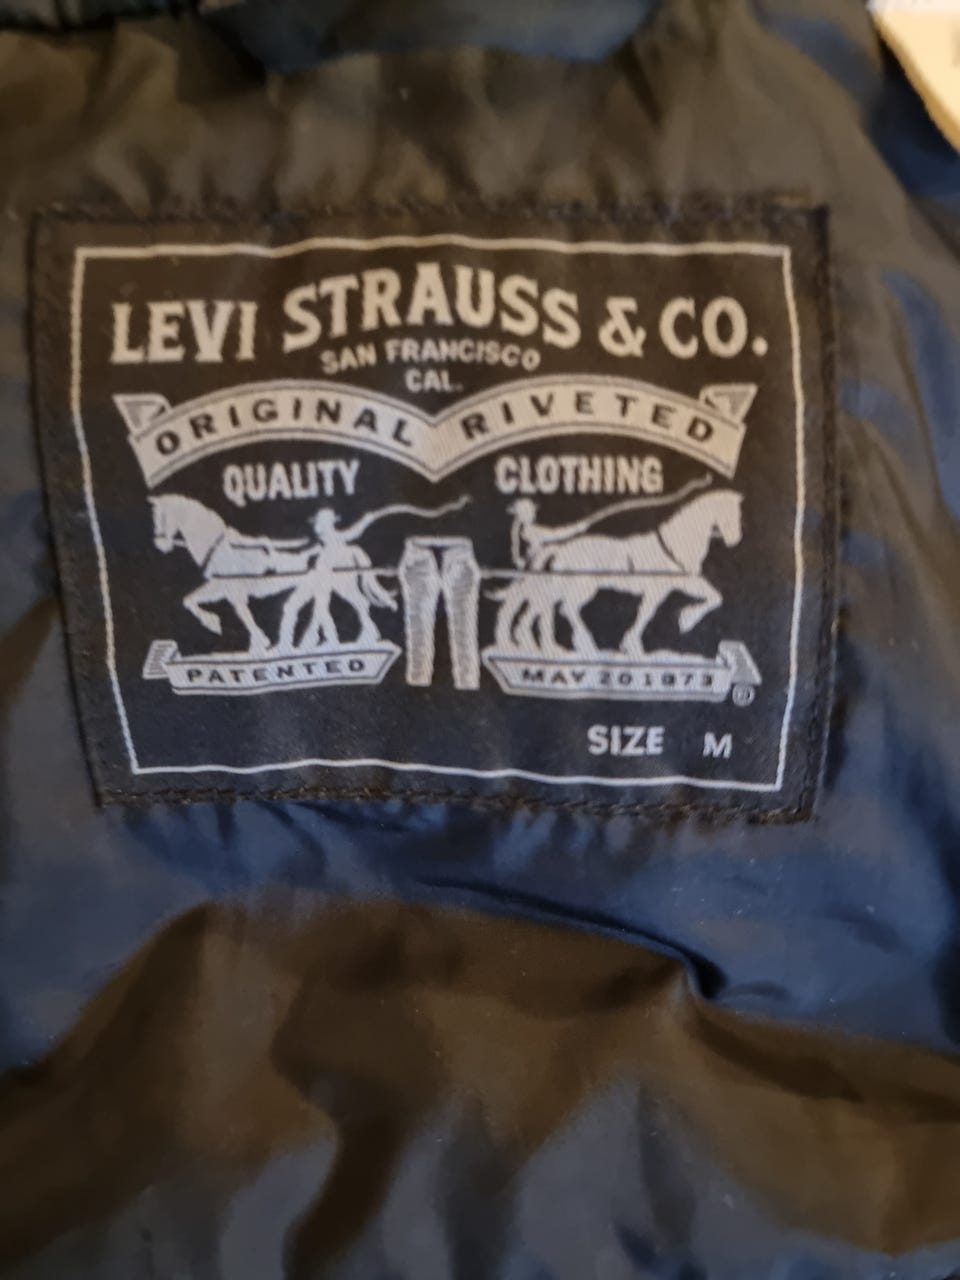 LEVI STRAUSS & CO.
SAN FRANCISCO
CAL.
ORIGINAL RIVETED
QUALITY CLOTHING
PATENTED MAY 20 1873
®
SIZE M